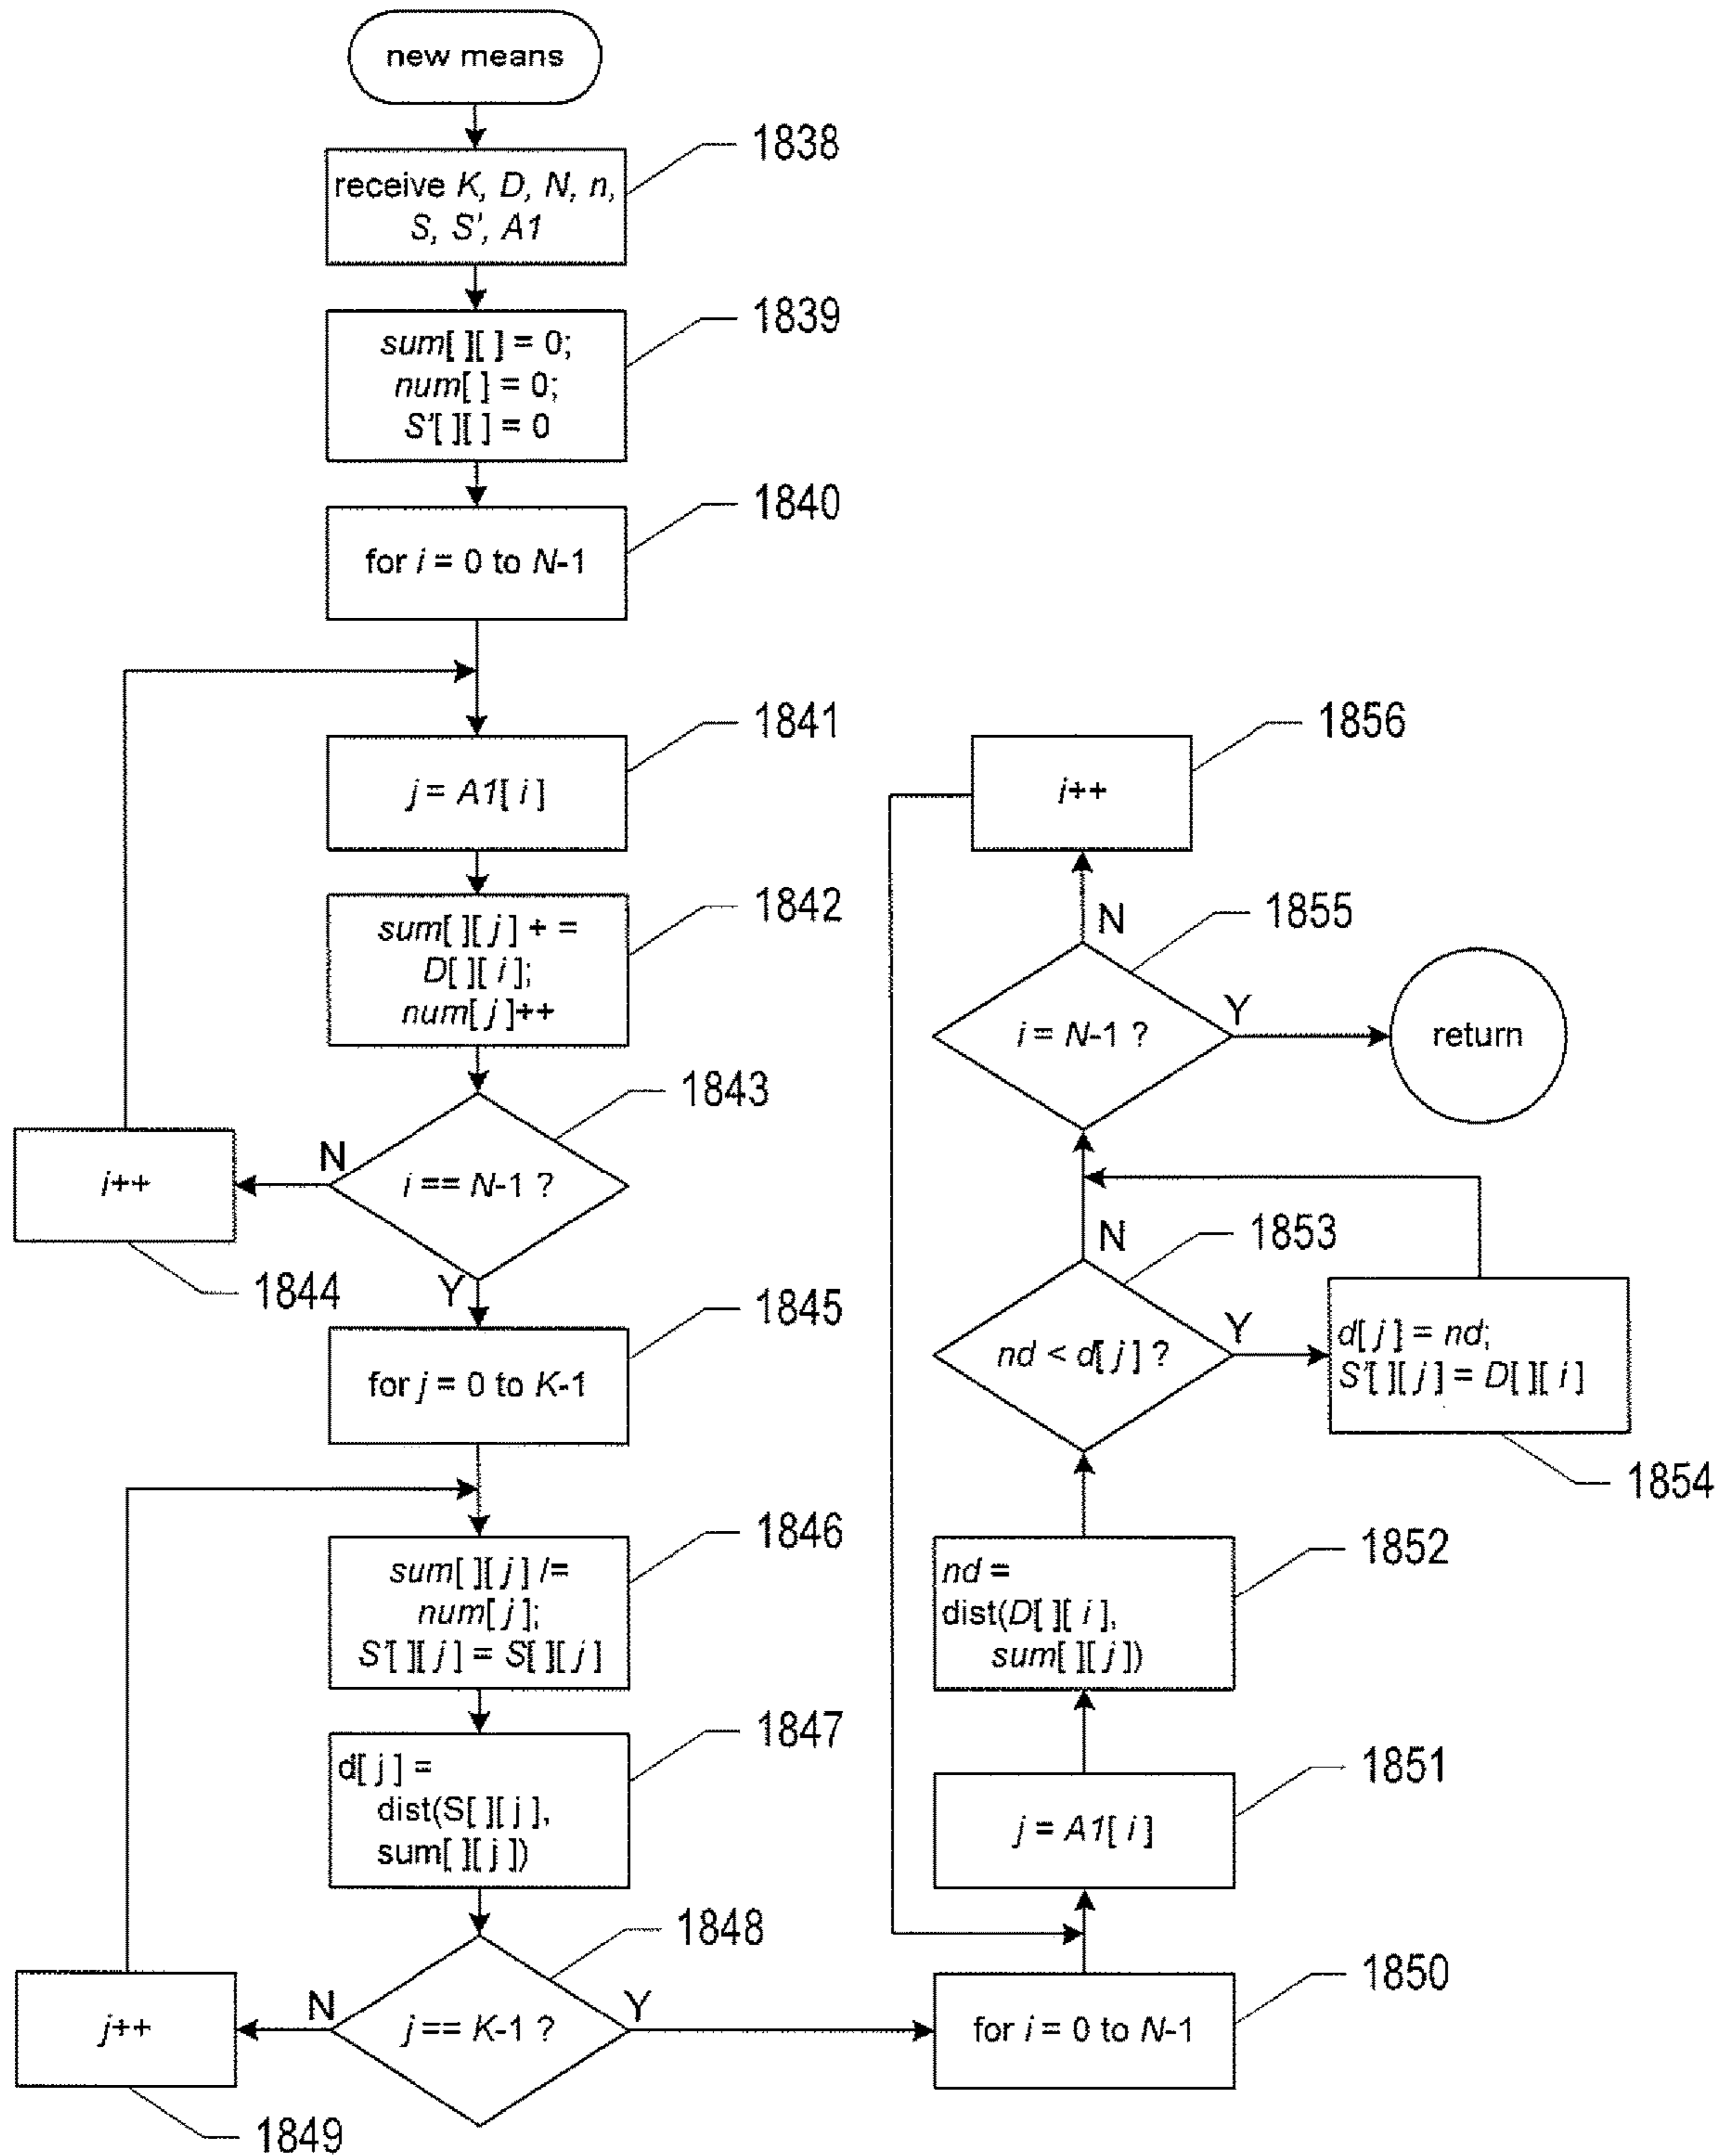 new means
1838
receive K, D, N, n,
S, S', A1
1839
sum[ ][ ] = 0;
num[ ] = 0;
S'[ ][ ] = 0
1840
for i = 0 to N-1
1841
j = A1[ i ]
1842
sum[ ][ j ] + =
D[ ][ i ];
num[ j ]++
1843
i == N-1 ?
N
Y
i++
1844
1845
for j = 0 to K-1
1846
sum[ ][ j ] /=
num[ j ];
S'[ ][ j ] = S[ ][ j ]
1847
d[ j ] =
dist(S[ ][ j ],
sum[ ][ j ])
1848
j == K-1 ?
N
Y
j++
1849
1850
for i = 0 to N-1
1851
j = A1[ i ]
1852
nd =
dist(D[ ][ i ],
sum[ ][ j ])
1853
nd < d[ j ] ?
N
Y
d[ j ] = nd;
S'[ ][ j ] = D[ ][ i ]
1854
1855
i = N-1 ?
N
Y
return
1856
i++